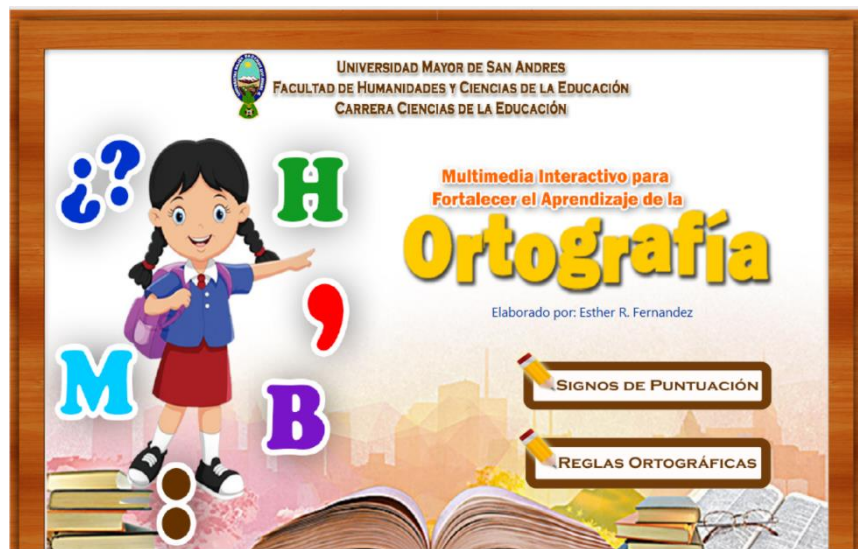 UNIVERSIDAD MAYOR DE SAN ANDRES
FACULTAD DE HUMANIDADES Y CIENCIAS DE LA EDUCACIÓN
CARRERA CIENCIAS DE LA EDUCACIÓN
¿?
H
Multimedia Interactivo para
Fortalecer el Aprendizaje de la
Ortografía
,
Elaborado por: Esther R. Fernandez
M
B
SIGNOS DE PUNTUACIÓN
REGLAS ORTOGRÁFICAS
: